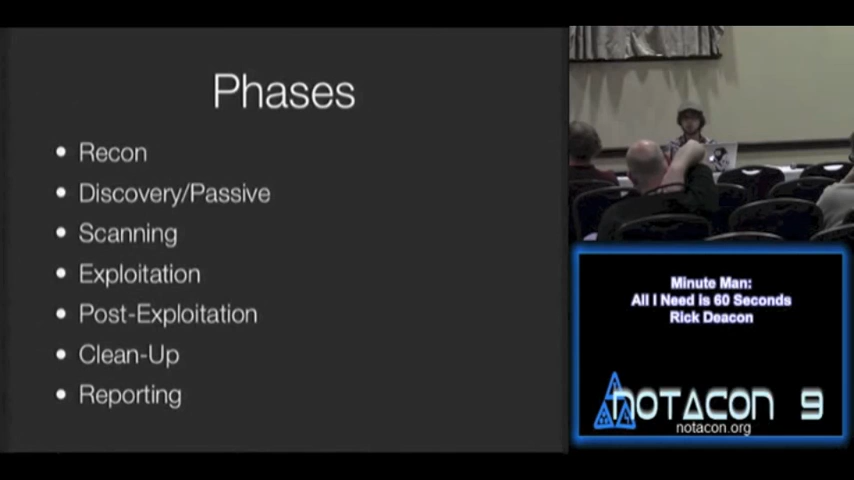 Phases
• Recon
• Discovery/Passive
• Scanning
• Exploitation
• Post-Exploitation
• Clean-Up
• Reporting
Minute Man:
All I Need is 60 Seconds
Rick Deacon
NOTACON 9
notacon.org